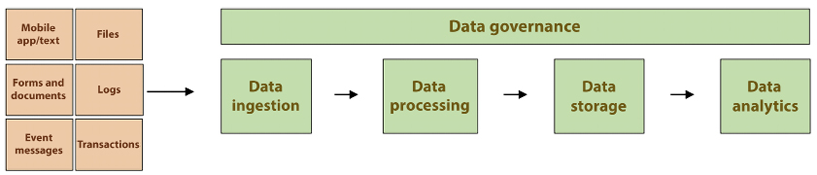 Mobile
app/text
Files
Forms and
documents
Logs
Event
messages
Transactions
Data governance
Data
ingestion
Data
processing
Data
storage
Data
analytics